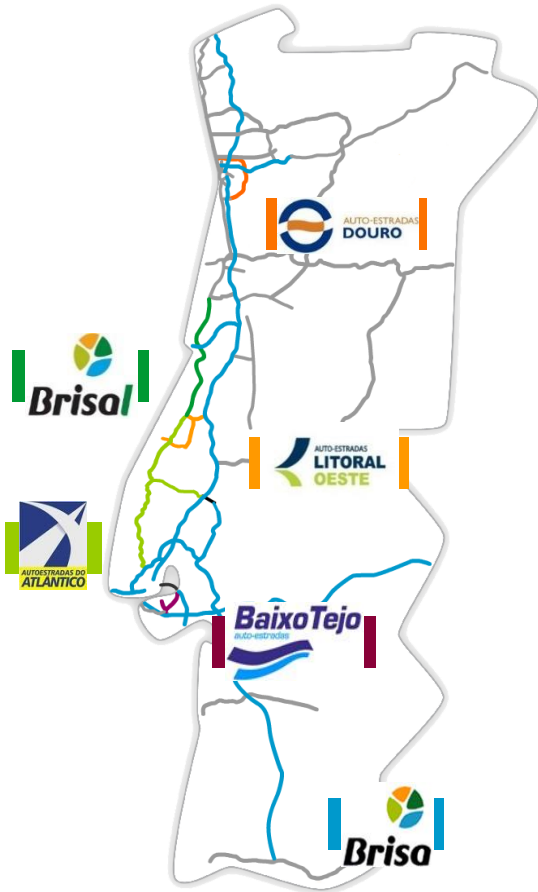 AUTO-ESTRADAS
DOURO
Brisal
AUTO-ESTRADAS
LITORAL
OESTE
AUTOESTRADAS DO
ATLÂNTICO
BaixoTejo
auto-estradas
Brisa